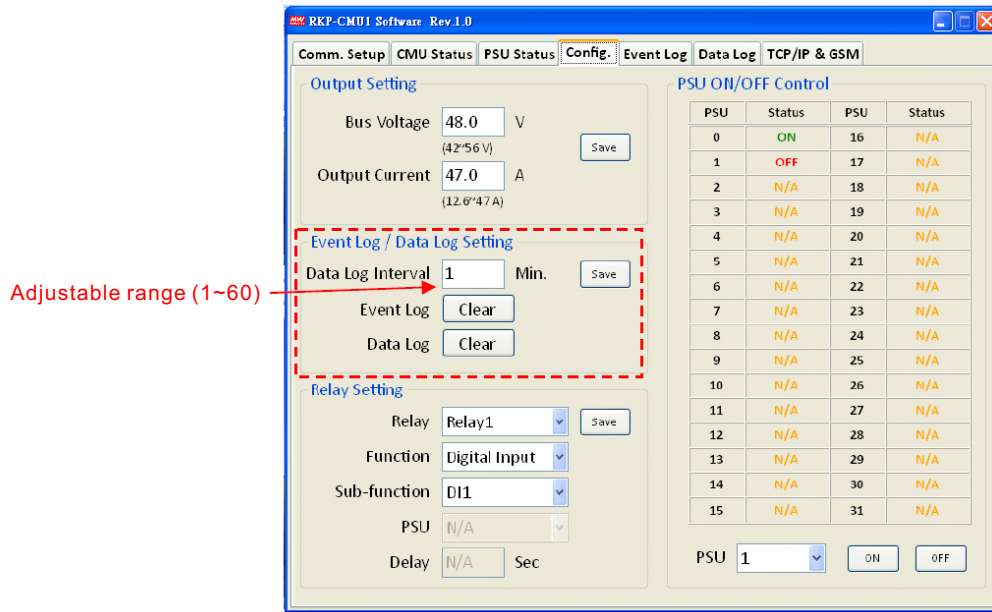 RKP-CMU1 Software Rev.1.0
Comm. Setup CMU Status PSU Status Config. Event Log Data Log TCP/IP & GSM
Output Setting
Bus Voltage 48.0 V
(42~56 V)
Save
Output Current 47.0 A
(12.6~47 A)
Event Log / Data Log Setting
Data Log Interval 1 Min. Save
Adjustable range (1~60)
Event Log Clear
Data Log Clear
Relay Setting
Relay Relay1 Save
Function Digital Input
Sub-function DI1
PSU N/A
Delay N/A Sec
PSU ON/OFF Control
PSU Status PSU Status
0 ON 16 N/A
1 OFF 17 N/A
2 N/A 18 N/A
3 N/A 19 N/A
4 N/A 20 N/A
5 N/A 21 N/A
6 N/A 22 N/A
7 N/A 23 N/A
8 N/A 24 N/A
9 N/A 25 N/A
10 N/A 26 N/A
11 N/A 27 N/A
12 N/A 28 N/A
13 N/A 29 N/A
14 N/A 30 N/A
15 N/A 31 N/A
PSU 1 ON OFF